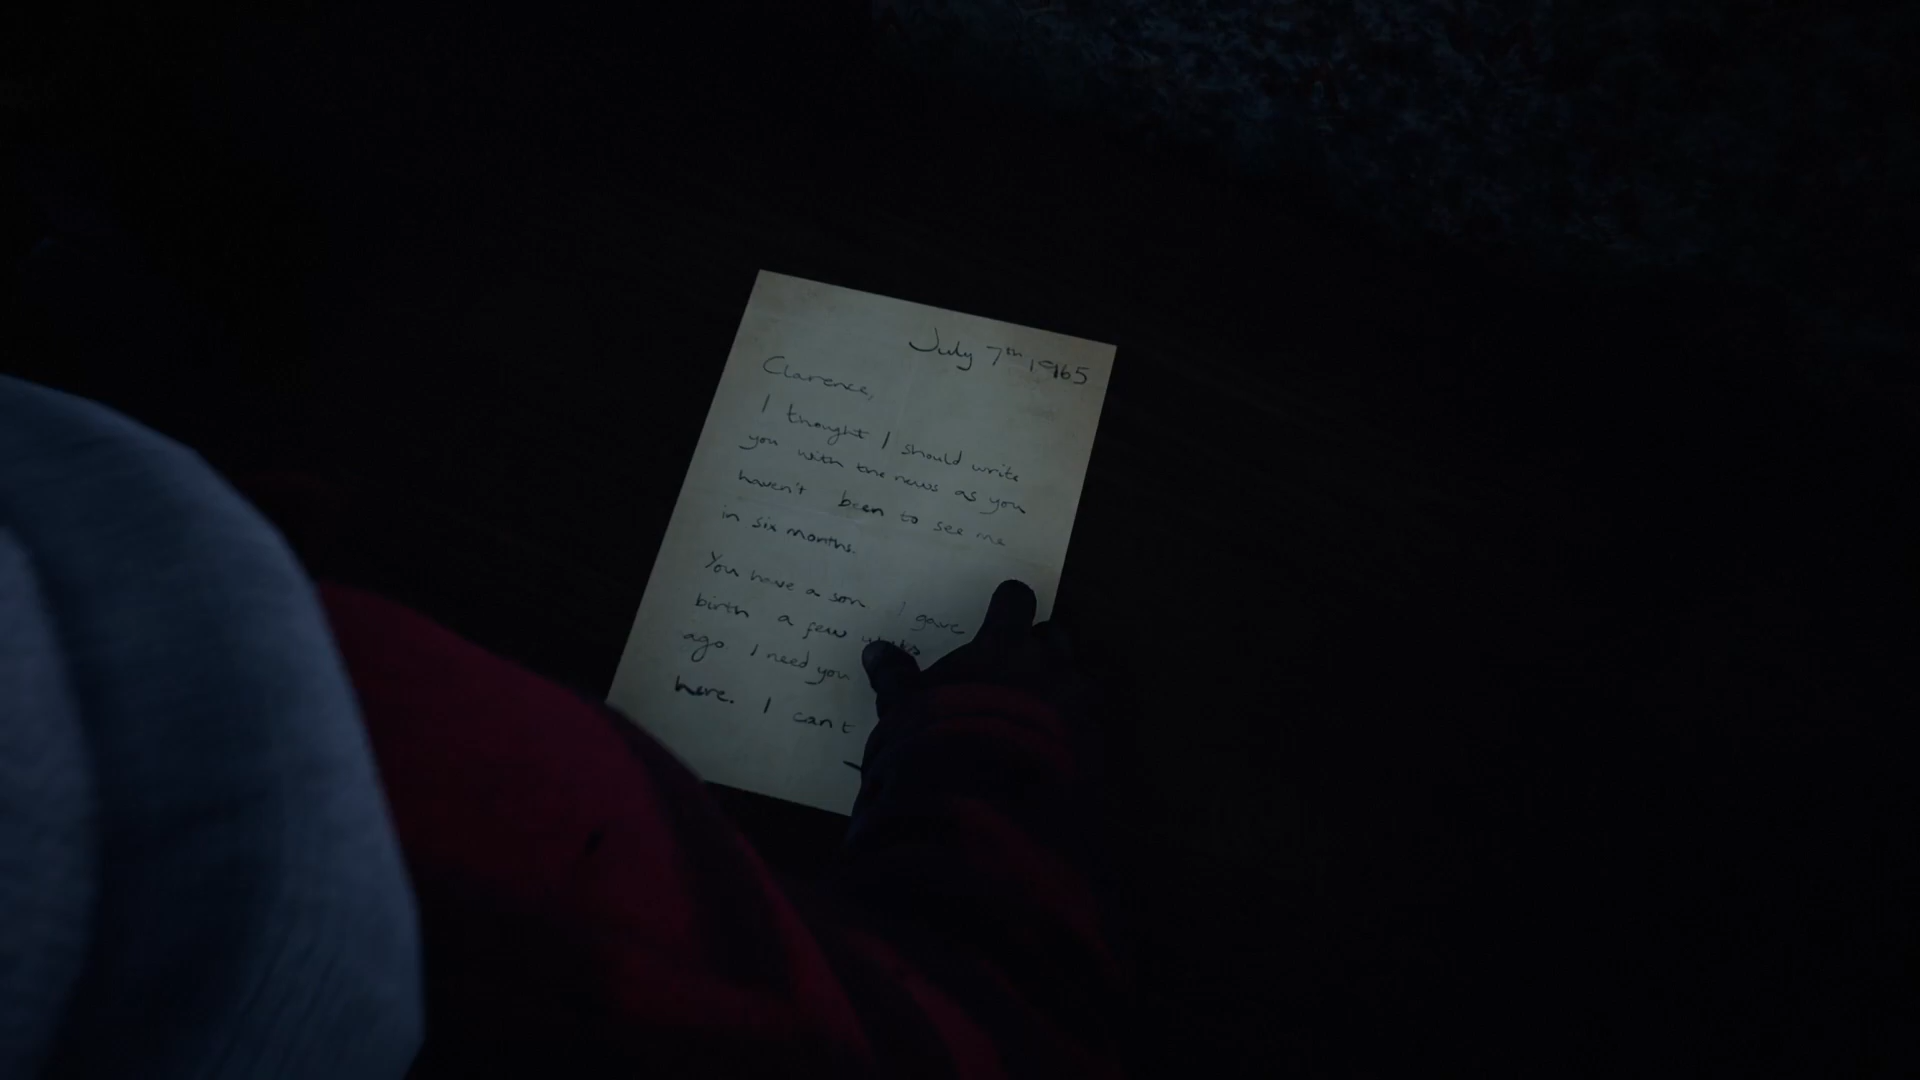 July 7th 1965
Clarence,
I thought I should write
you with the news as you
haven't been to see me
in six months.
You have a son. I gave
birth a few weeks
ago I need you
here. I can't